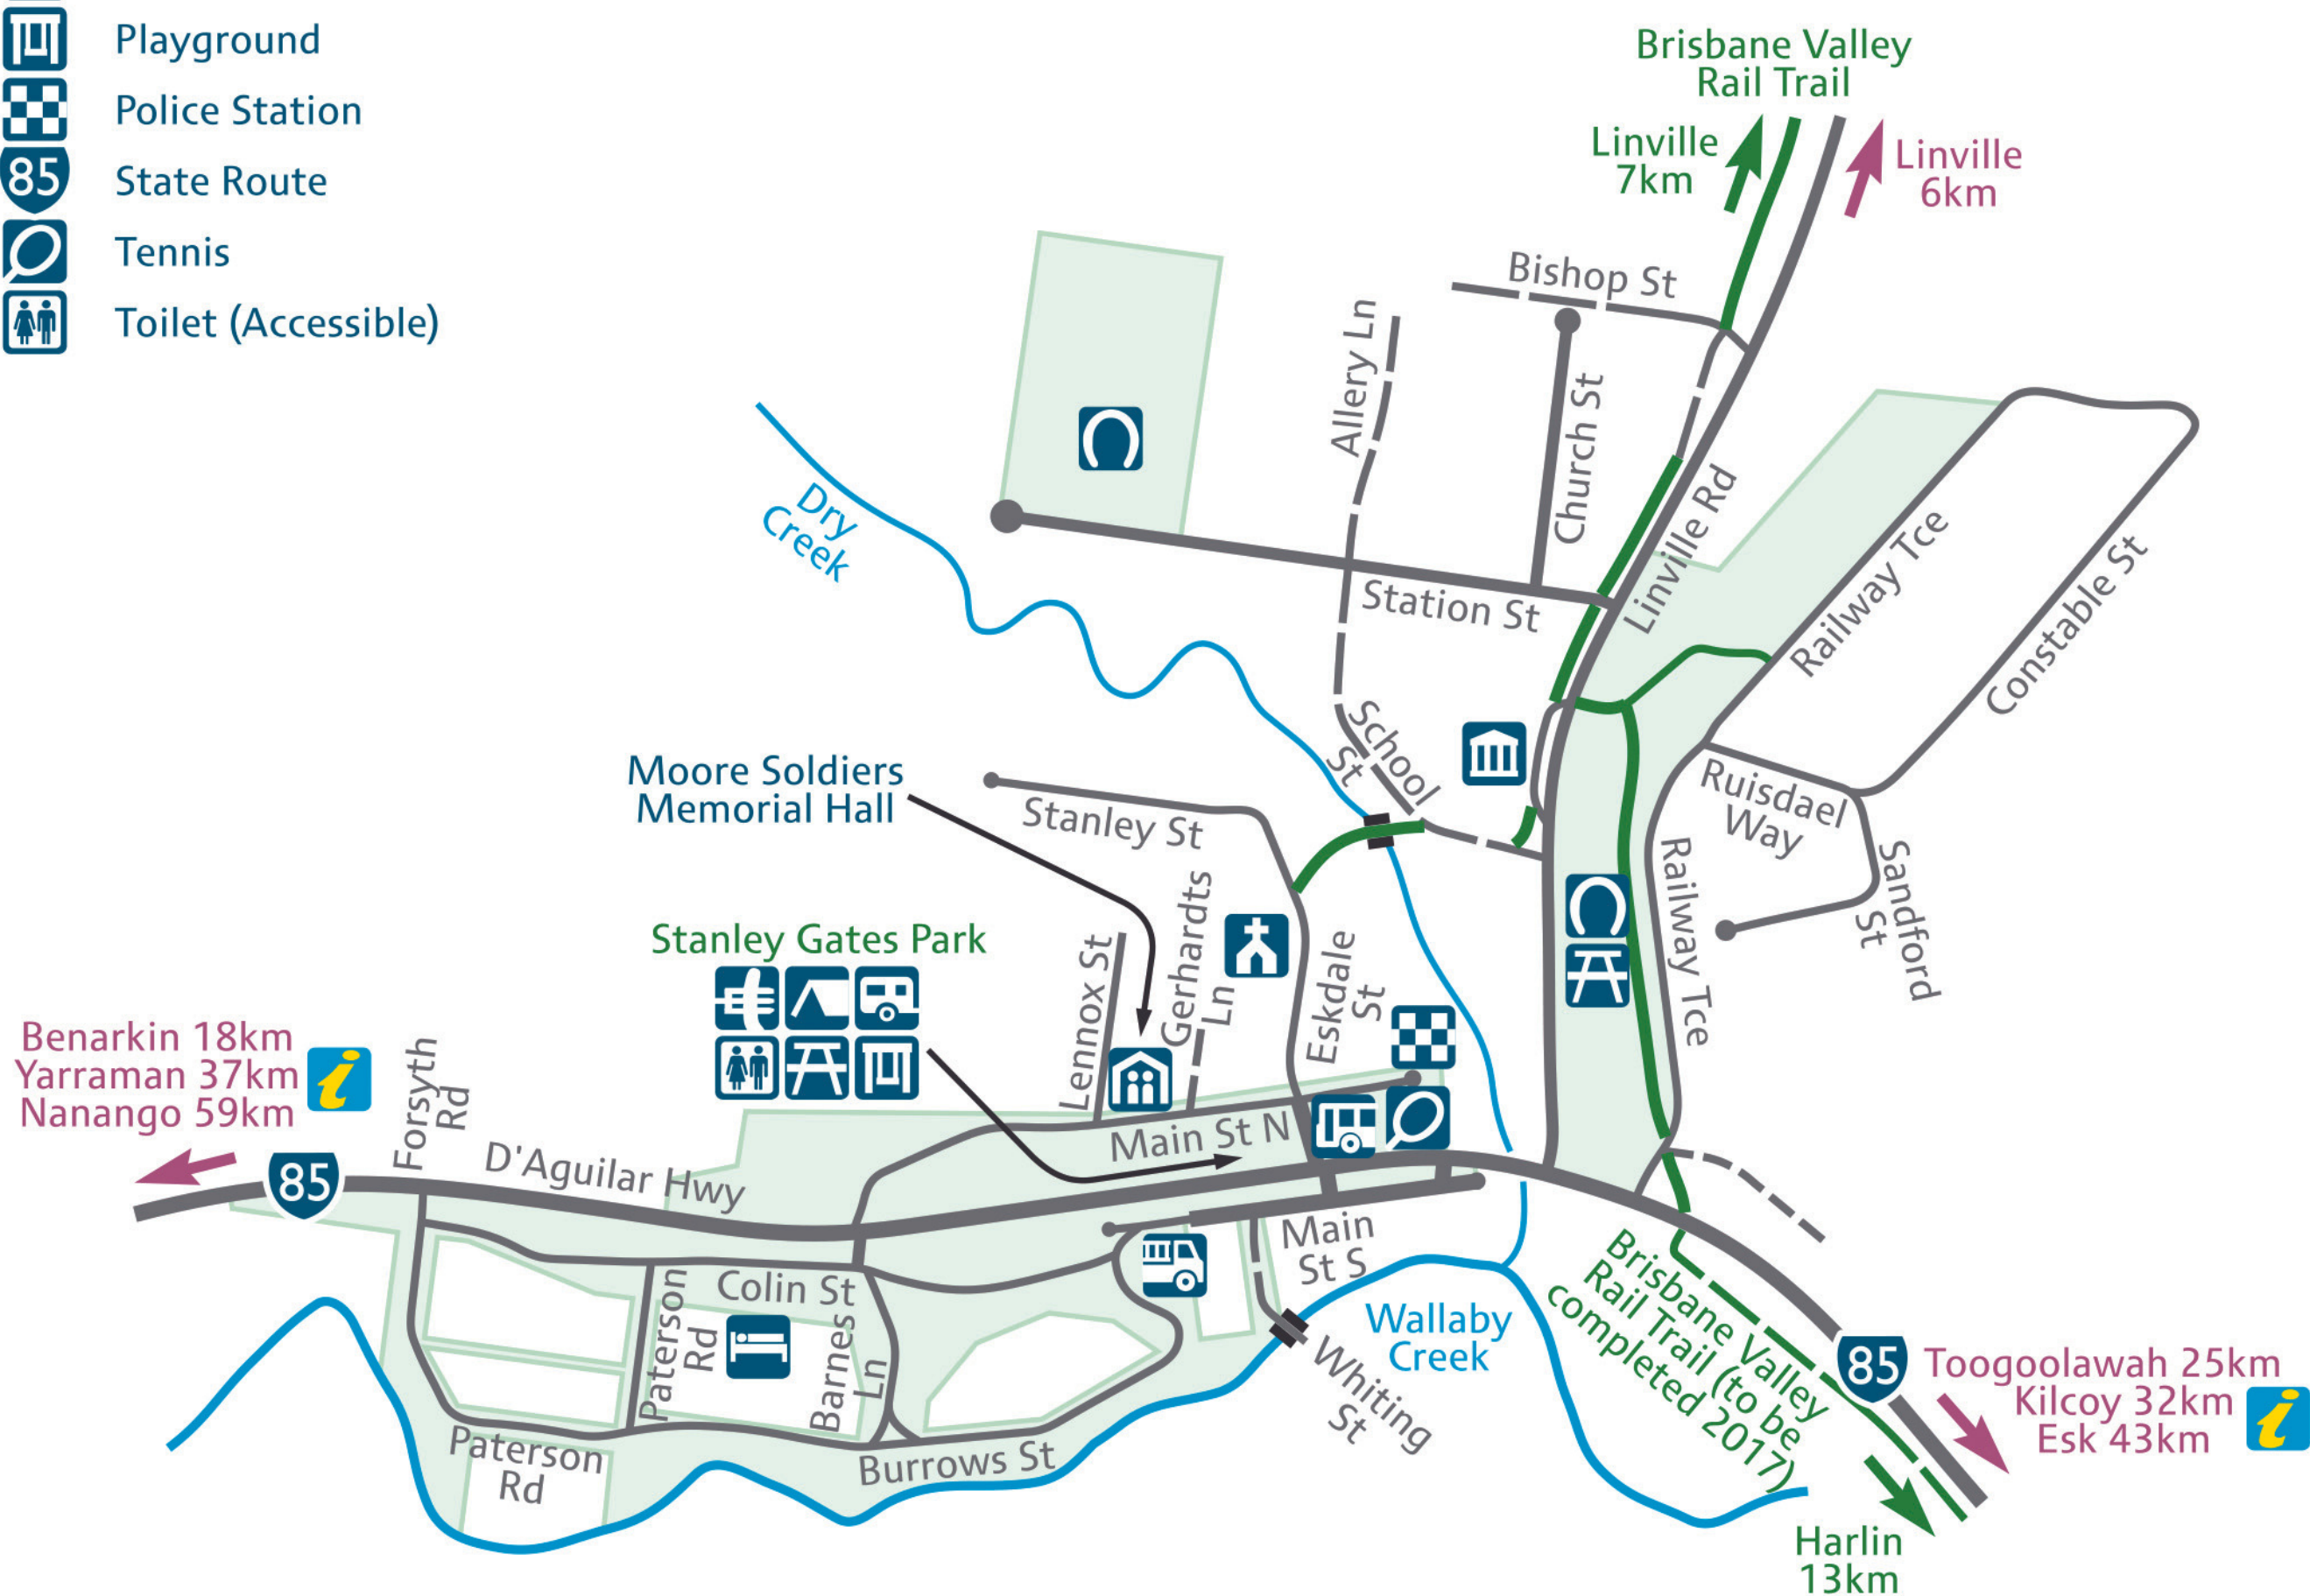 Playground
Police Station
85
State Route
Tennis
Toilet (Accessible)
Brisbane Valley
Rail Trail
Linville
7km
Linville
6km
Bishop St
Allery Ln
Church St
Dry
Creek
Linville Rd
Station St
Railway Tce
Constable St
School
St
Moore Soldiers
Memorial Hall
Stanley St
Ruisdael
Way
Railway Tce
Sandford
St
Gerhardts
Ln
Lennox St
Eskdale
St
Stanley Gates Park
Benarkin 18km
Yarraman 37km
Nanango 59km
i
Forsyth
Rd
85
D'Aguilar Hwy
Main St N
Main
St S
Colin St
Paterson
Rd
Barnes
Ln
Paterson
Rd
Burrows St
Whiting
St
Wallaby
Creek
Brisbane Valley
Rail Trail (to be
completed 2017)
85
Toogoolawah 25km
Kilcoy 32km
Esk 43km
i
Harlin
13km